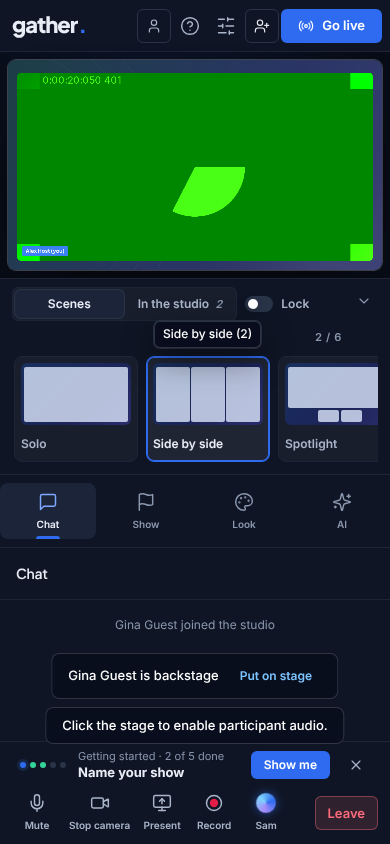 gather.
Go live
0:00:20:050 401
Alex Host (you)
Scenes
In the studio 2
Lock
Side by side (2)
2 / 6
Solo
Side by side
Spotlight
Chat
Show
Look
AI
Chat
Gina Guest joined the studio
Gina Guest is backstage
Put on stage
Click the stage to enable participant audio.
Getting started · 2 of 5 done
Name your show
Show me
Mute
Stop camera
Present
Record
Sam
Leave